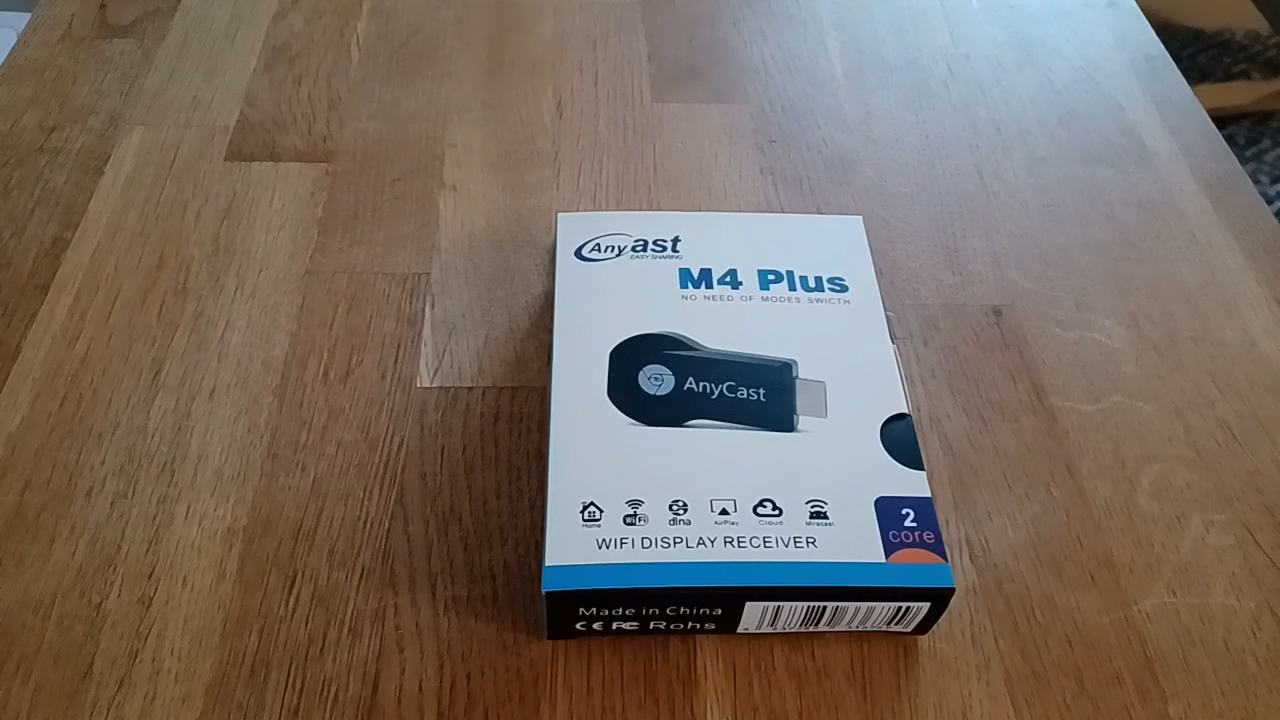 Anycast
EASY SHARING
M4 Plus
NO NEED OF MODES SWICTH
AnyCast
Home
WiFi
dlna
AirPlay
Cloud
Miracast
WIFI DISPLAY RECEIVER
2
core
Made in China
CE FC Rohs